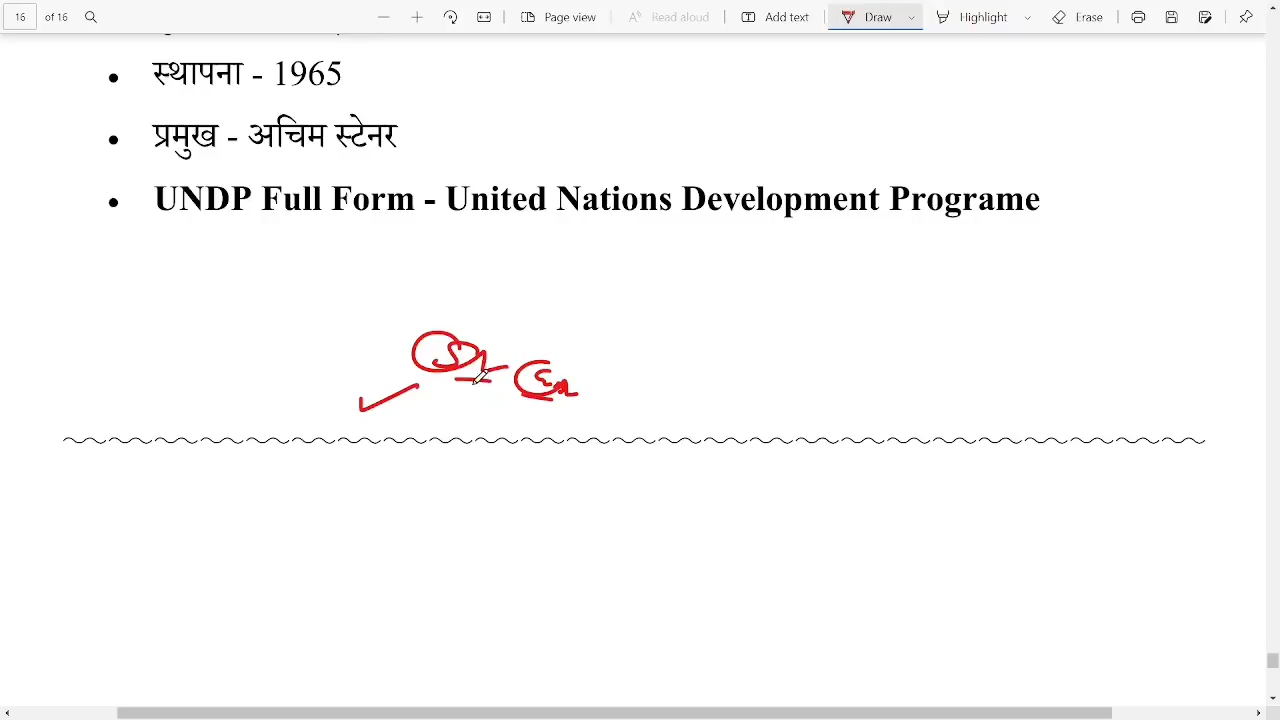 16 of 16 Page view Read aloud Add text Draw Highlight Erase
• स्थापना - 1965
• प्रमुख - अचिम स्टेनर
• UNDP Full Form - United Nations Development Programe